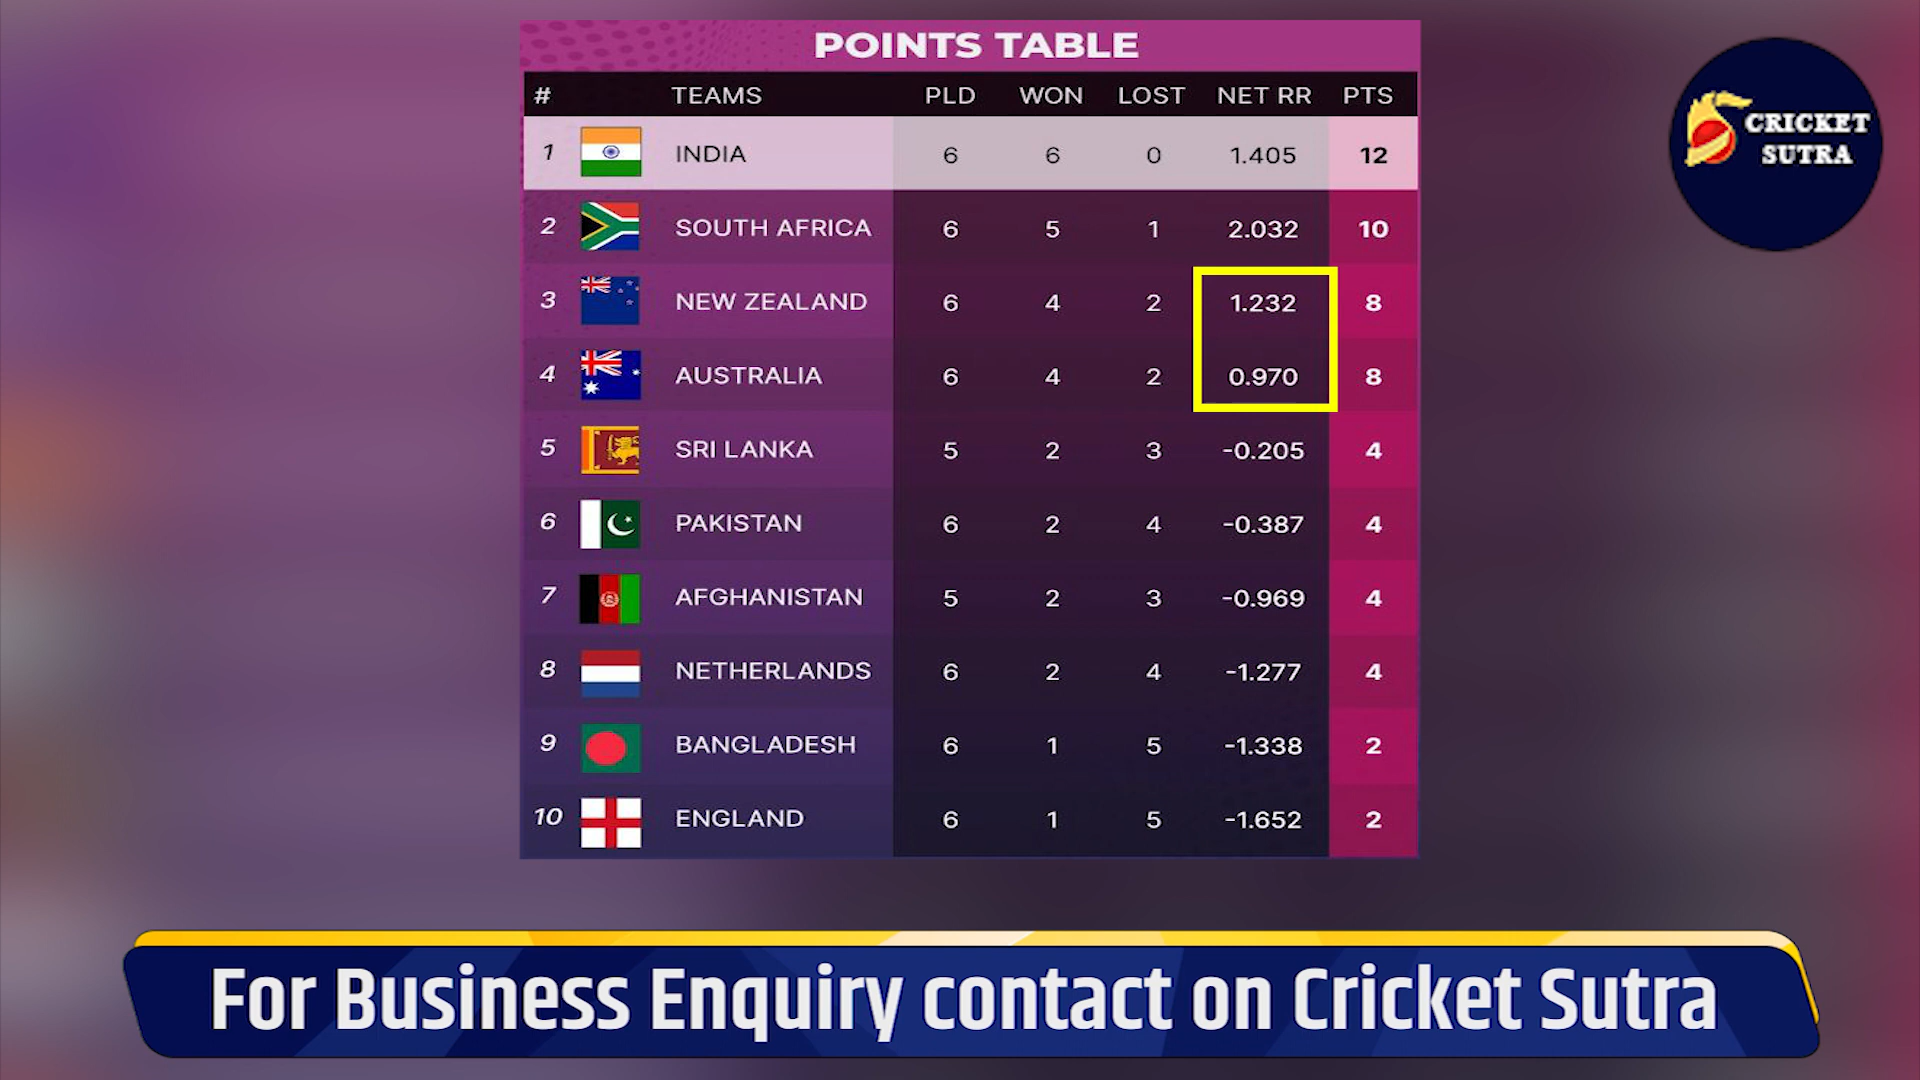 POINTS TABLE
# TEAMS PLD WON LOST NET RR PTS
1 INDIA 6 6 0 1.405 12
2 SOUTH AFRICA 6 5 1 2.032 10
3 NEW ZEALAND 6 4 2 1.232 8
4 AUSTRALIA 6 4 2 0.970 8
5 SRI LANKA 5 2 3 -0.205 4
6 PAKISTAN 6 2 4 -0.387 4
7 AFGHANISTAN 5 2 3 -0.969 4
8 NETHERLANDS 6 2 4 -1.277 4
9 BANGLADESH 6 1 5 -1.338 2
10 ENGLAND 6 1 5 -1.652 2
CRICKET
SUTRA
For Business Enquiry contact on Cricket Sutra